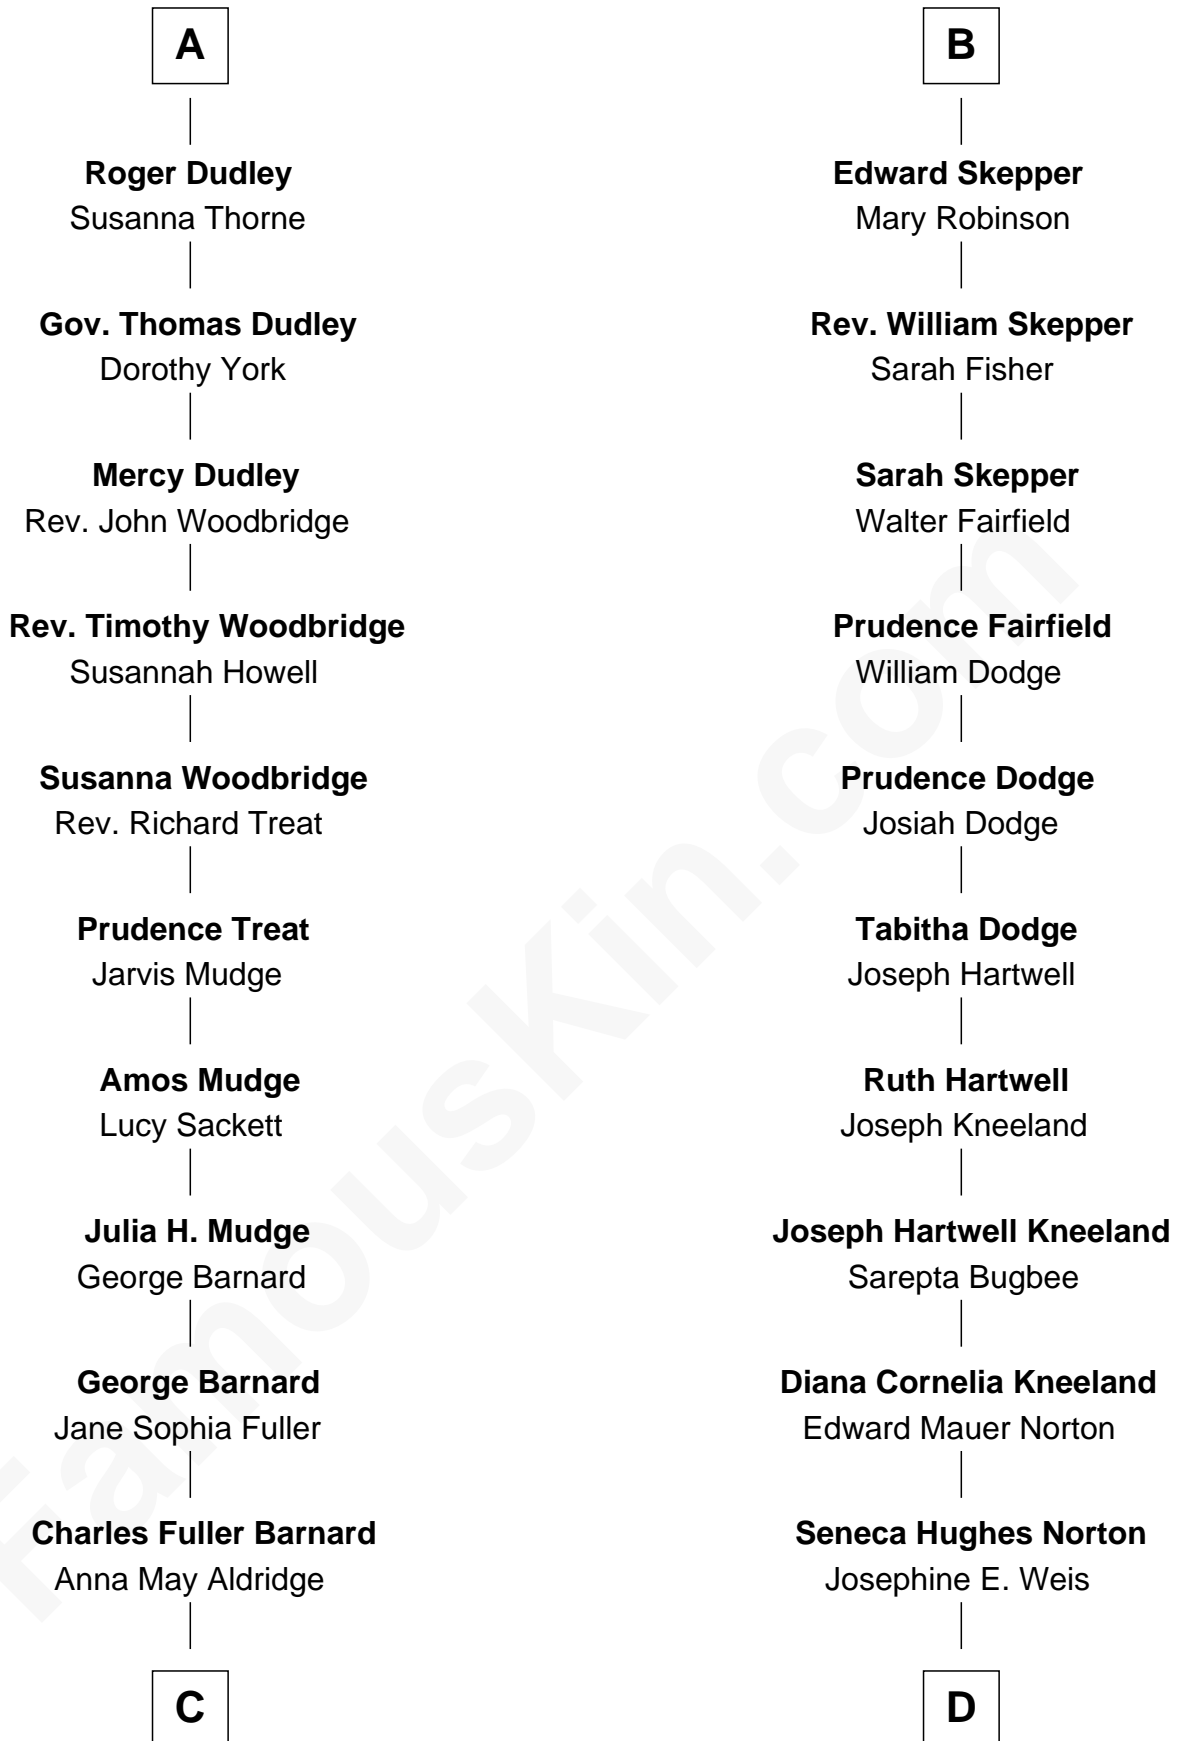 A
Roger Dudley
Susanna Thorne
Gov. Thomas Dudley
Dorothy York
Mercy Dudley
Rev. John Woodbridge
Rev. Timothy Woodbridge
Susannah Howell
Susanna Woodbridge
Rev. Richard Treat
Prudence Treat
Jarvis Mudge
Amos Mudge
Lucy Sackett
Julia H. Mudge
George Barnard
George Barnard
Jane Sophia Fuller
Charles Fuller Barnard
Anna May Aldridge
C
B
Edward Skepper
Mary Robinson
Rev. William Skepper
Sarah Fisher
Sarah Skepper
Walter Fairfield
Prudence Fairfield
William Dodge
Prudence Dodge
Josiah Dodge
Tabitha Dodge
Joseph Hartwell
Ruth Hartwell
Joseph Kneeland
Joseph Hartwell Kneeland
Sarepta Bugbee
Diana Cornelia Kneeland
Edward Mauer Norton
Seneca Hughes Norton
Josephine E. Weis
D
FamousKin.com